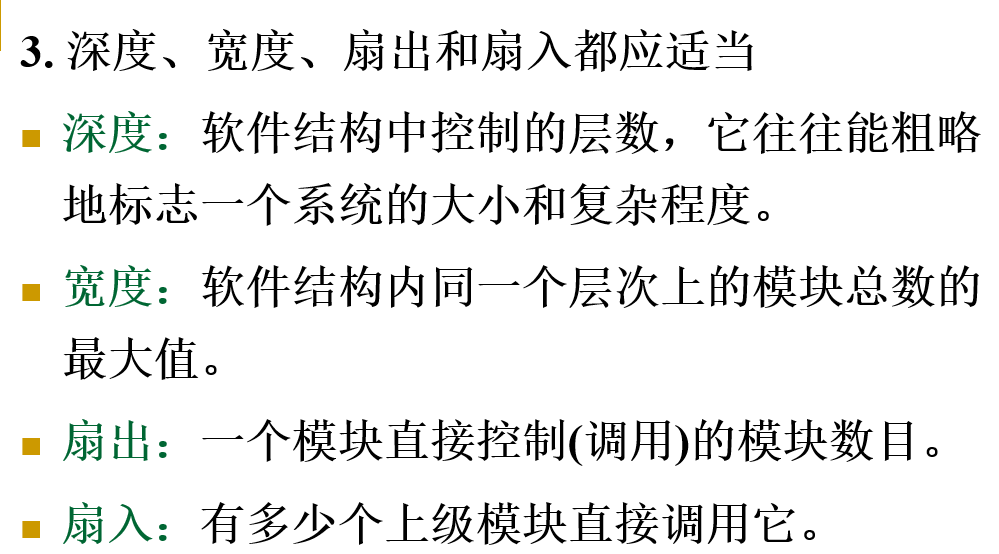 3. 深度、宽度、扇出和扇入都应适当
深度：软件结构中控制的层数，它往往能粗略
地标志一个系统的大小和复杂程度。
宽度：软件结构内同一个层次上的模块总数的
最大值。
扇出：一个模块直接控制(调用)的模块数目。
扇入：有多少个上级模块直接调用它。